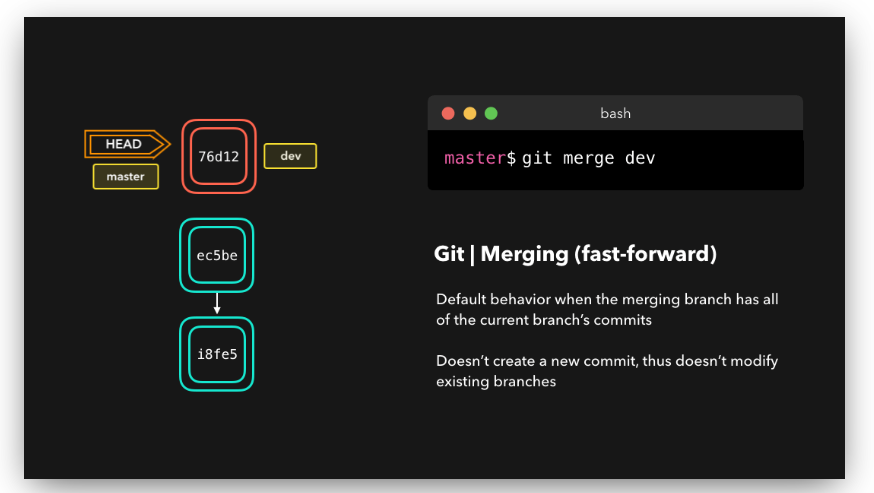 HEAD
master
76d12
dev
ec5be
i8fe5
bash
master$ git merge dev
Git | Merging (fast-forward)
Default behavior when the merging branch has all
of the current branch’s commits
Doesn’t create a new commit, thus doesn’t modify
existing branches